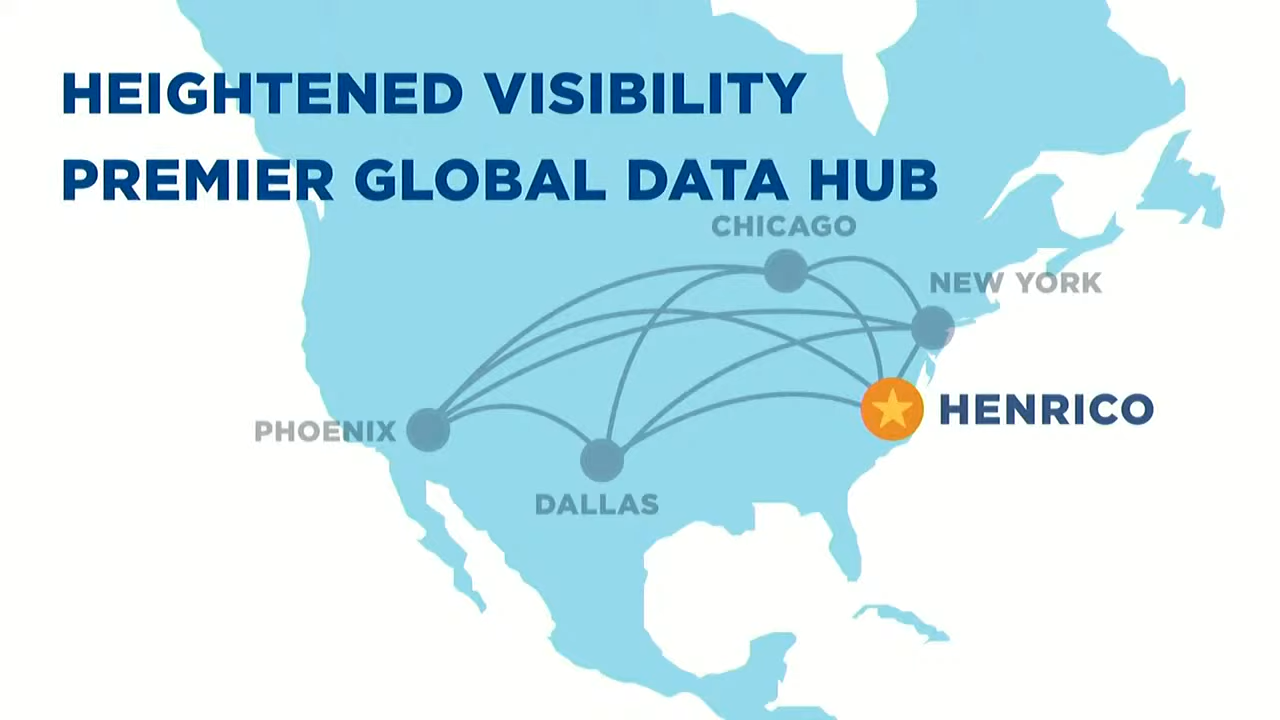 HEIGHTENED VISIBILITY
PREMIER GLOBAL DATA HUB
CHICAGO
NEW YORK
HENRICO
PHOENIX
DALLAS